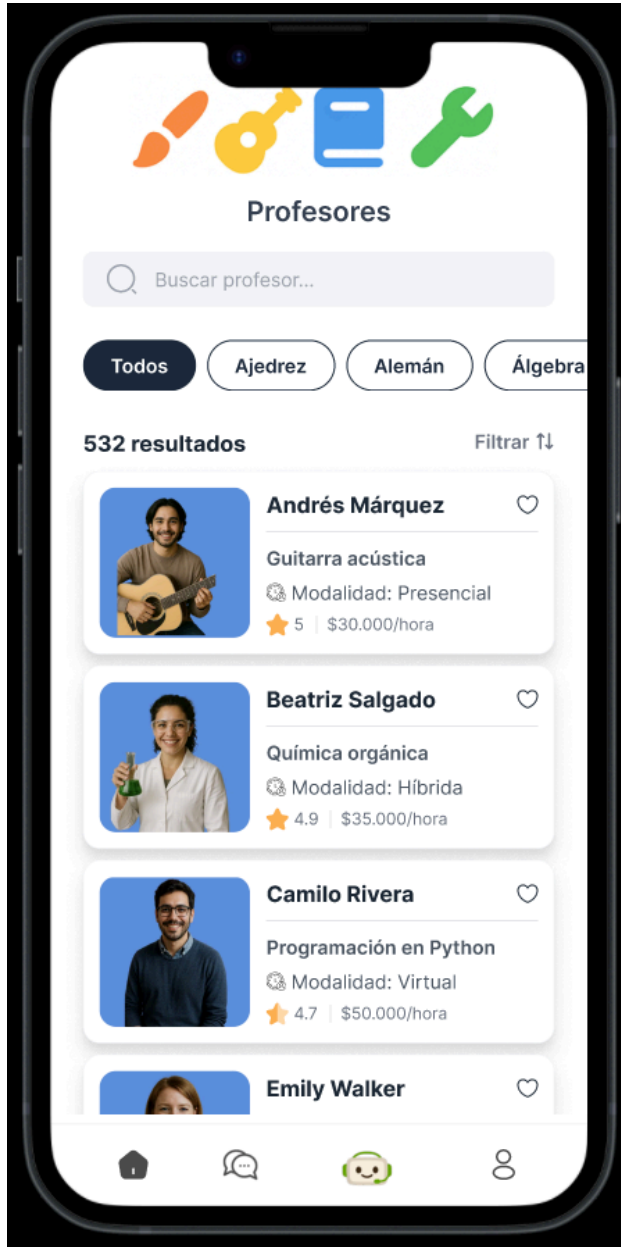 Profesores
Buscar profesor...
Todos
Ajedrez
Alemán
Álgebra
532 resultados
Filtrar
Andrés Márquez
Guitarra acústica
Modalidad: Presencial
5 | $30.000/hora
Beatriz Salgado
Química orgánica
Modalidad: Híbrida
4.9 | $35.000/hora
Camilo Rivera
Programación en Python
Modalidad: Virtual
4.7 | $50.000/hora
Emily Walker